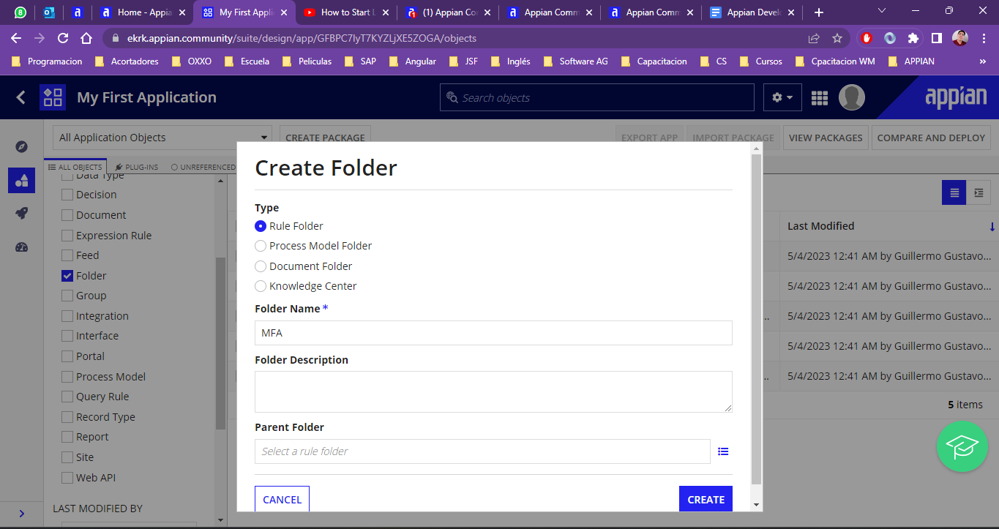 8
Home - Appia
My First Applic
How to Start L
(1) Appian Co
Appian Comm
Appian Comm
Appian Devel
ekrk.appian.community/suite/design/app/GFBPC7IyT7KYZLjXE5ZOGA/objects
Programacion
Acortadores
OXXO
Escuela
Peliculas
SAP
Angular
JSF
Inglés
Software AG
Capacitacion
CS
Cursos
Cpacitacion WM
APPIAN
»
My First Application
Search objects
appian
All Application Objects
CREATE PACKAGE
EXPORT APP
IMPORT PACKAGE
VIEW PACKAGES
COMPARE AND DEPLOY
ALL OBJECTS
PLUG-INS
UNREFERENCED
Data Type
Decision
Document
Expression Rule
Feed
Folder
Group
Integration
Interface
Portal
Process Model
Query Rule
Record Type
Report
Site
Web API
LAST MODIFIED BY
Create Folder
Type
Rule Folder
Process Model Folder
Document Folder
Knowledge Center
Folder Name *
MFA
Folder Description
Parent Folder
Select a rule folder
CANCEL
CREATE
Last Modified
5/4/2023 12:41 AM by Guillermo Gustavo...
5/4/2023 12:41 AM by Guillermo Gustavo...
5/4/2023 12:41 AM by Guillermo Gustavo...
5/4/2023 12:41 AM by Guillermo Gustavo...
5/4/2023 12:41 AM by Guillermo Gustavo...
5 items